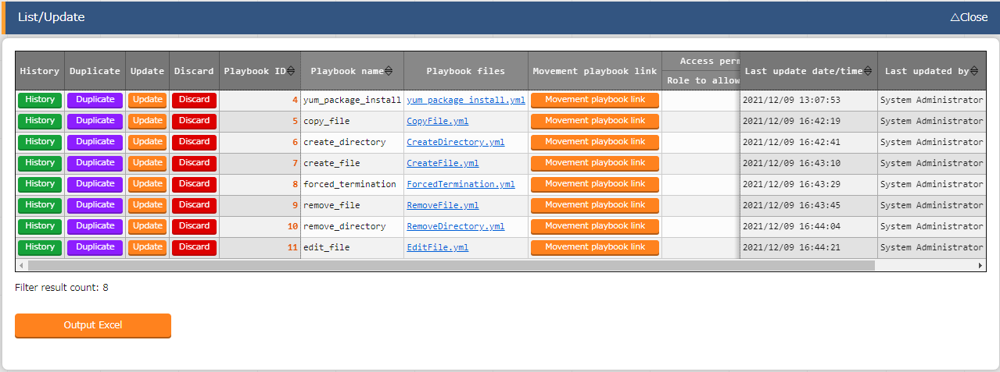 List/Update △Close
Access perm
History Duplicate Update Discard Playbook ID Playbook name Playbook files Movement playbook link Last update date/time Last updated by
Role to allow
History Duplicate Update Discard 4 yum_package_install yum_package_install.yml Movement playbook link 2021/12/09 13:07:53 System Administrator
History Duplicate Update Discard 5 copy_file CopyFile.yml Movement playbook link 2021/12/09 16:42:19 System Administrator
History Duplicate Update Discard 6 create_directory CreateDirectory.yml Movement playbook link 2021/12/09 16:42:41 System Administrator
History Duplicate Update Discard 7 create_file CreateFile.yml Movement playbook link 2021/12/09 16:43:10 System Administrator
History Duplicate Update Discard 8 forced_termination ForcedTermination.yml Movement playbook link 2021/12/09 16:43:29 System Administrator
History Duplicate Update Discard 9 remove_file RemoveFile.yml Movement playbook link 2021/12/09 16:43:45 System Administrator
History Duplicate Update Discard 10 remove_directory RemoveDirectory.yml Movement playbook link 2021/12/09 16:44:04 System Administrator
History Duplicate Update Discard 11 edit_file EditFile.yml Movement playbook link 2021/12/09 16:44:21 System Administrator
Filter result count: 8
Output Excel